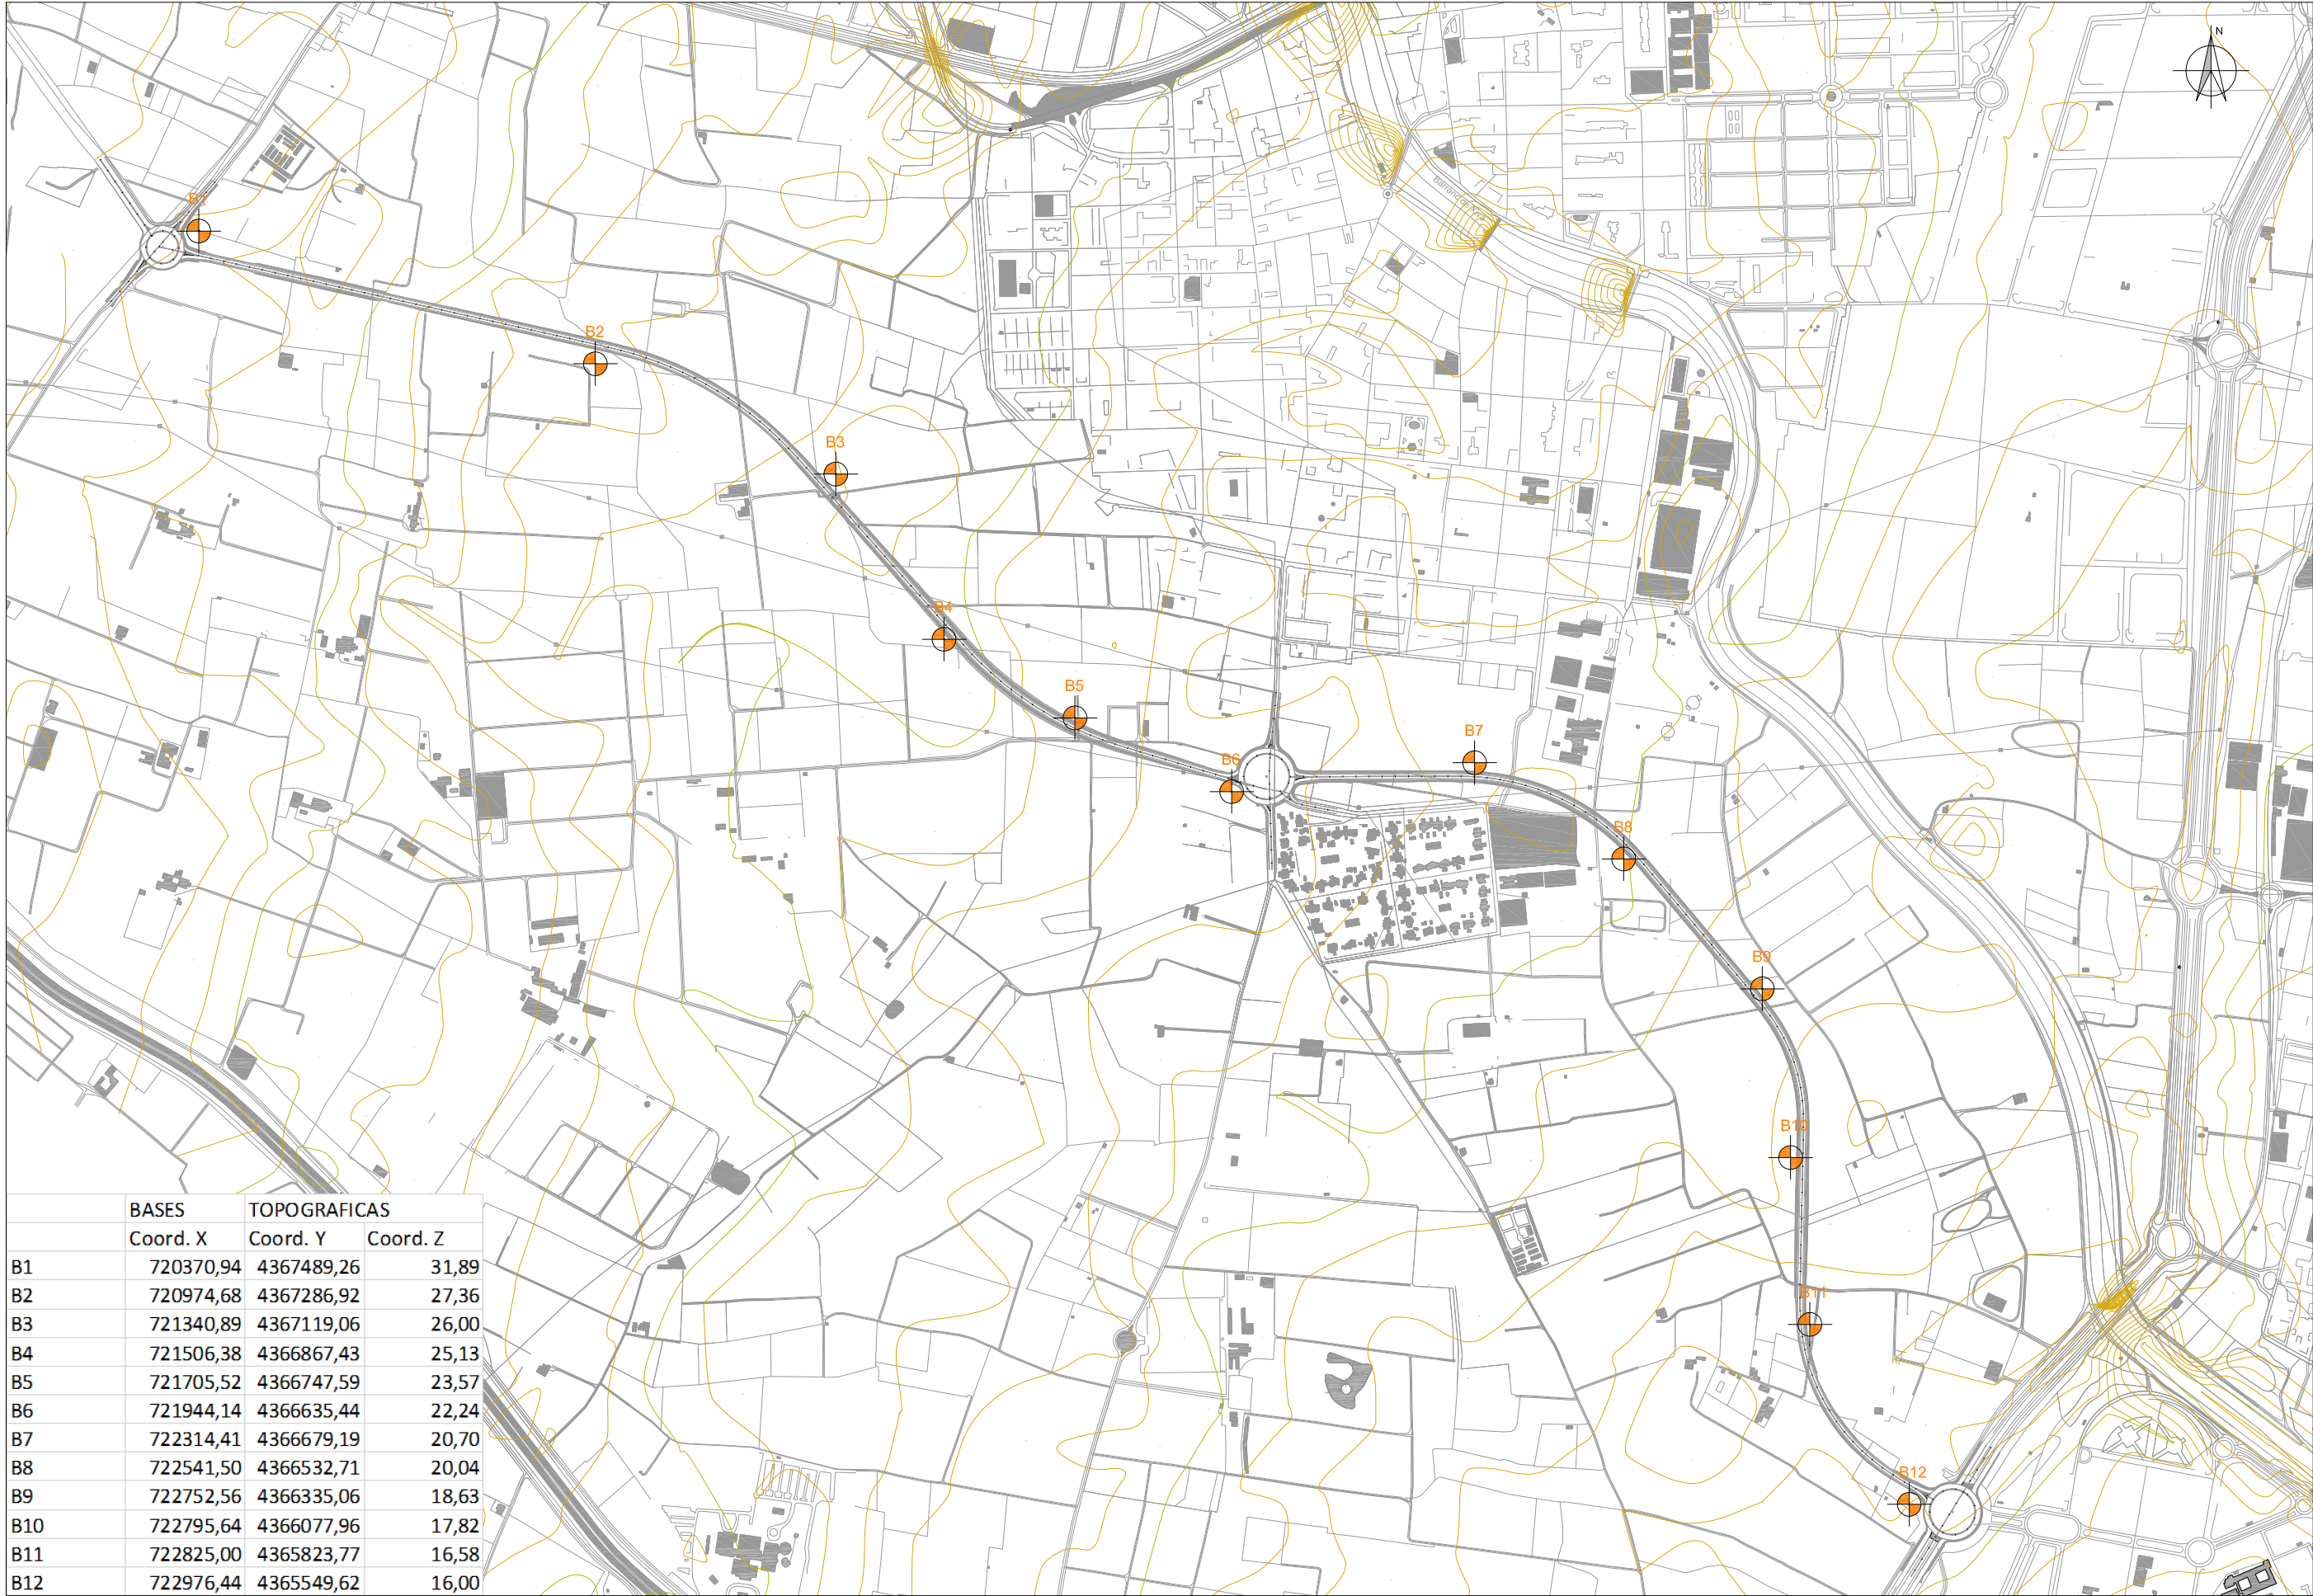 N
B1
B2
B3
B4
B5
B6
B7
B8
B9
B10
B11
B12
BASES TOPOGRAFICAS
Coord. X Coord. Y Coord. Z
B1 720370,94 4367489,26 31,89
B2 720974,68 4367286,92 27,36
B3 721340,89 4367119,06 26,00
B4 721506,38 4366867,43 25,13
B5 721705,52 4366747,59 23,57
B6 721944,14 4366635,44 22,24
B7 722314,41 4366679,19 20,70
B8 722541,50 4366532,71 20,04
B9 722752,56 4366335,06 18,63
B10 722795,64 4366077,96 17,82
B11 722825,00 4365823,77 16,58
B12 722976,44 4365549,62 16,00